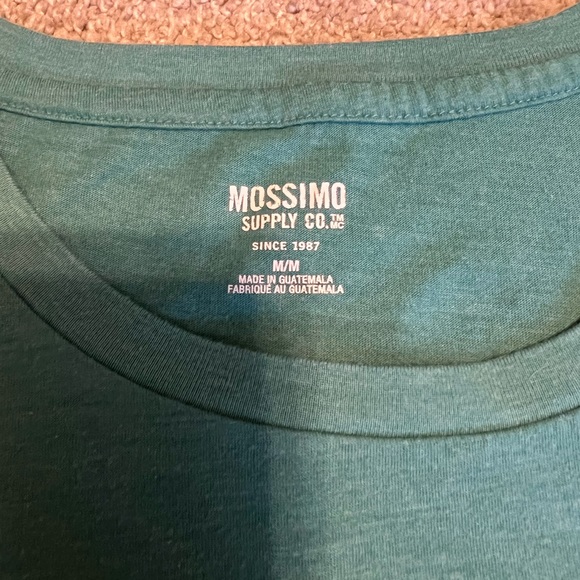 MOSSIMO
SUPPLY CO.™ MC
SINCE 1987
M/M
MADE IN GUATEMALA
FABRIQUÉ AU GUATEMALA